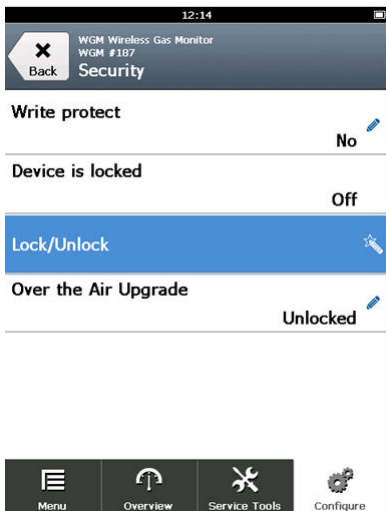 12:14
WGM Wireless Gas Monitor
WGM #187
Back
Security
Write protect
No
Device is locked
Off
Lock/Unlock
Over the Air Upgrade
Unlocked
Menu
Overview
Service Tools
Configure